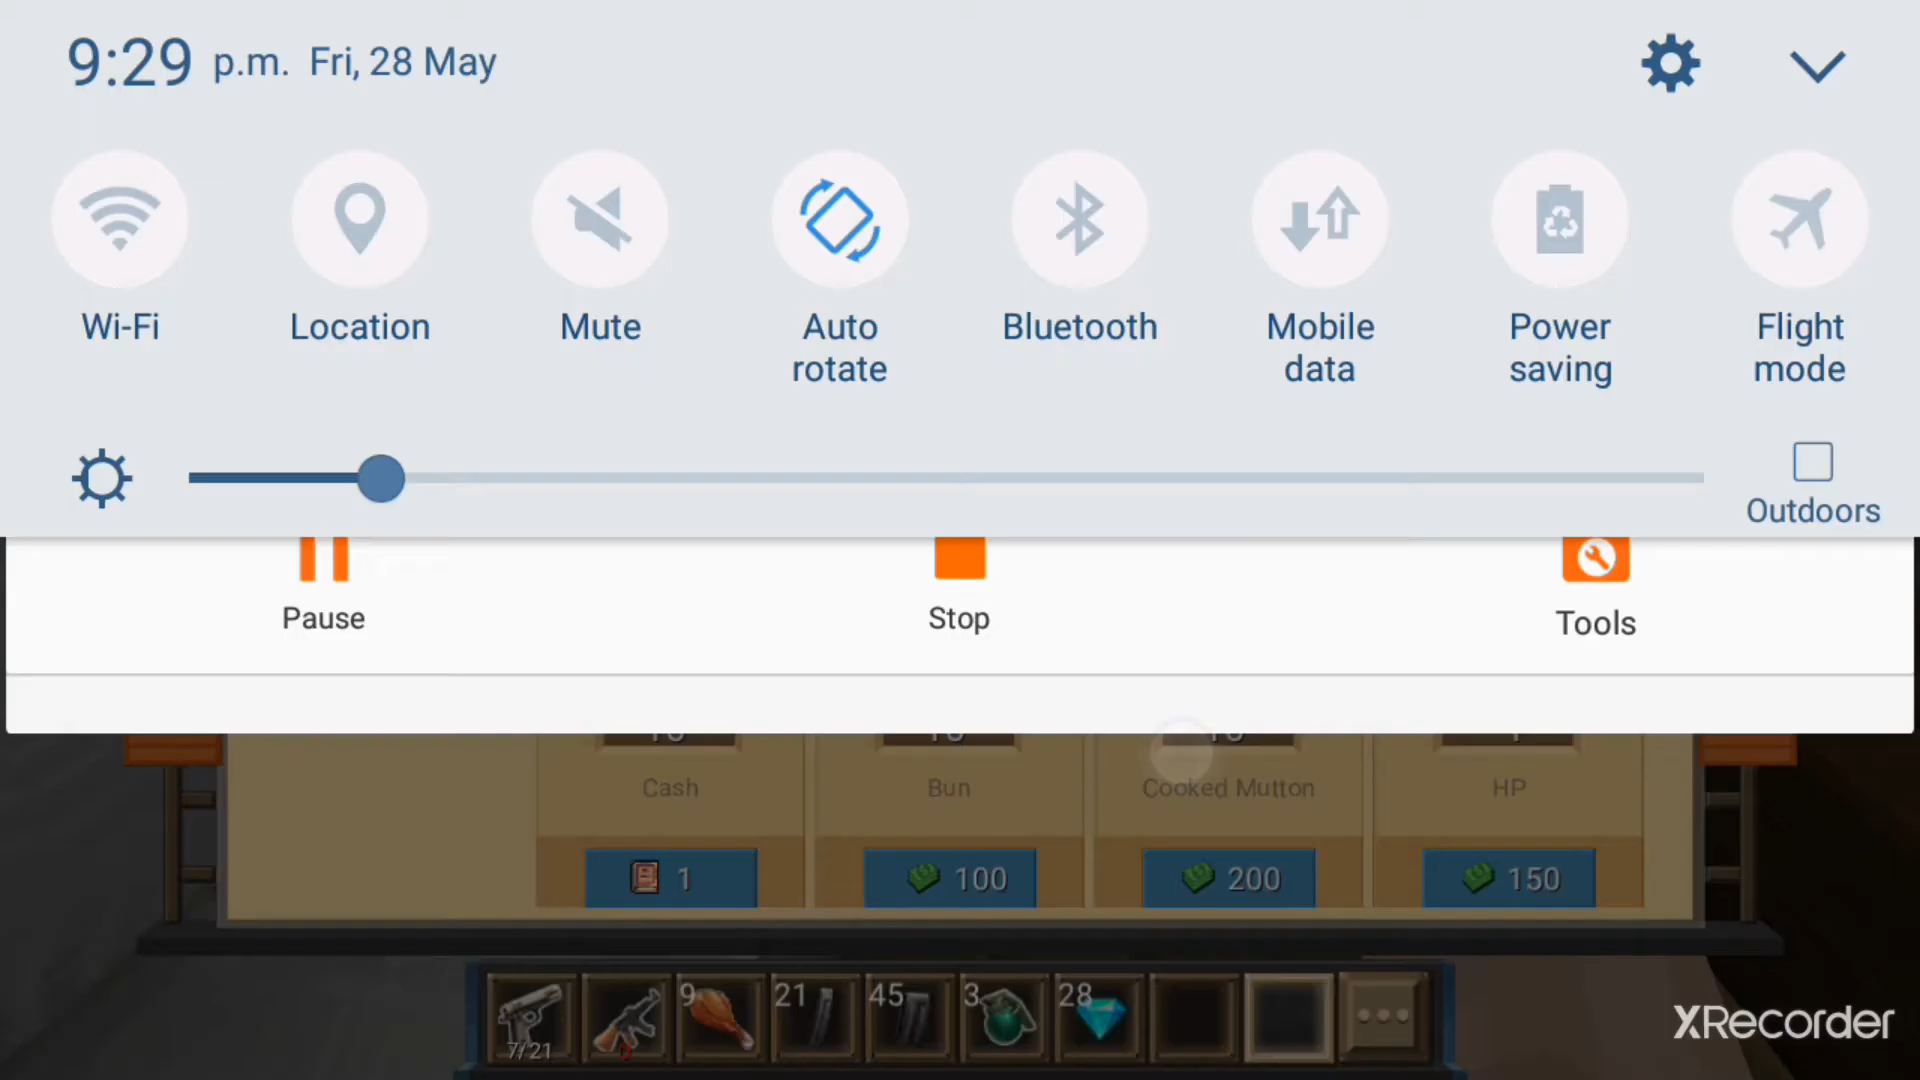 9:29 p.m. Fri, 28 May
Wi-Fi Location Mute Auto rotate Bluetooth Mobile data Power saving Flight mode
Outdoors
Pause Stop Tools
Cash Bun Cooked Mutton HP
1 100 200 150
9 21 45 3 28
7/21 0
XRecorder